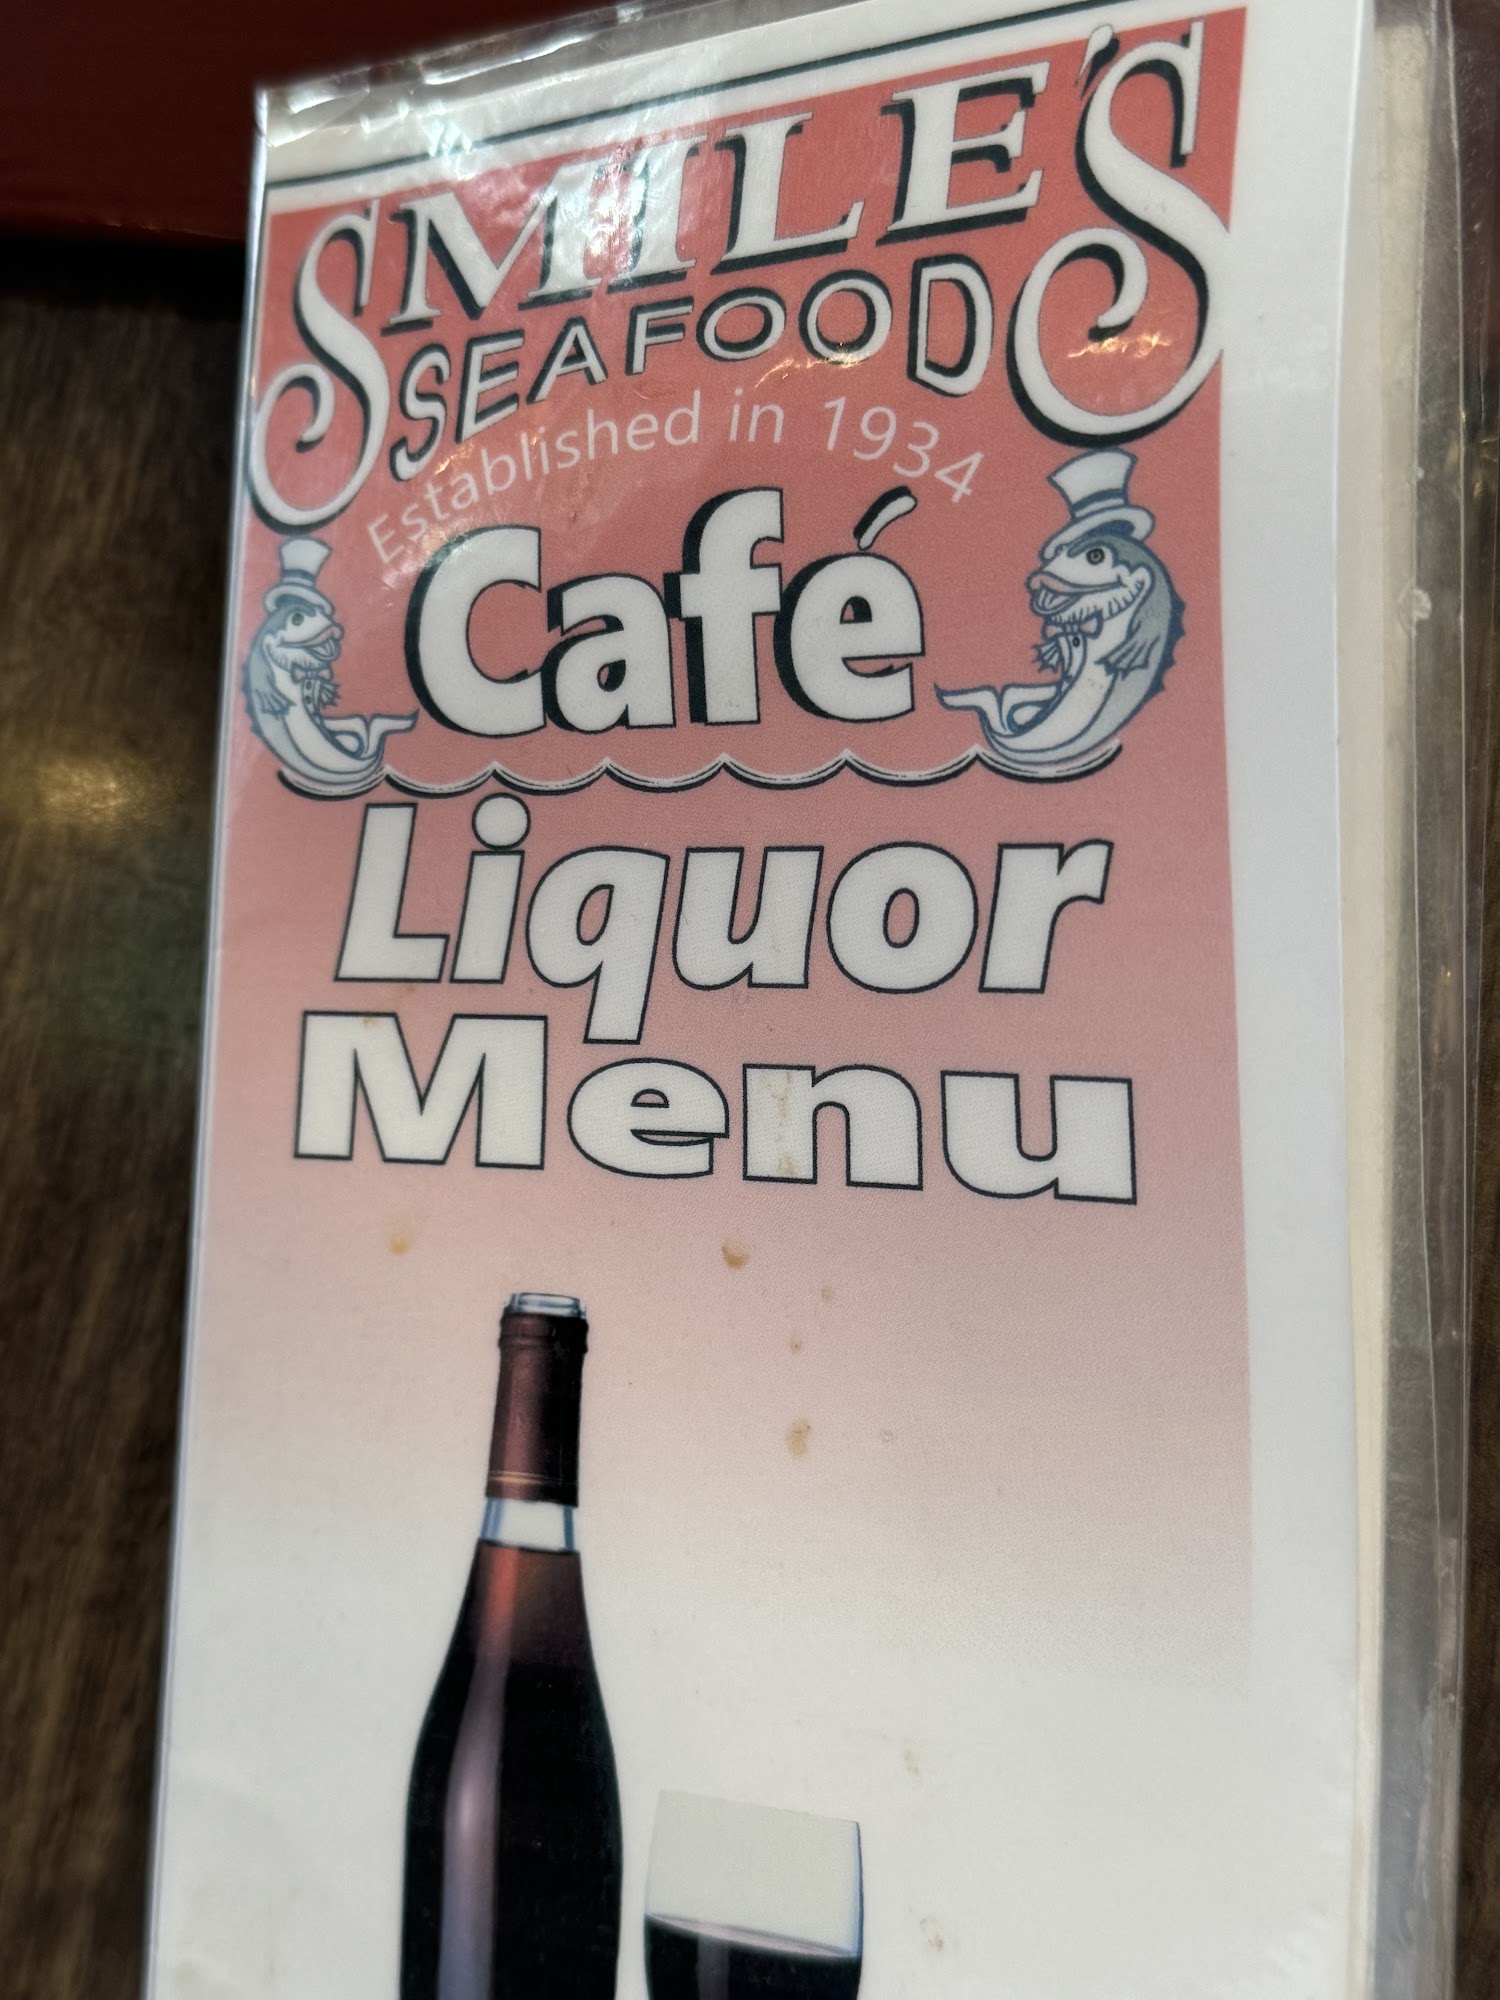 SMILE'S
SEAFOOD
Established in 1934
Café
Liquor
Menu